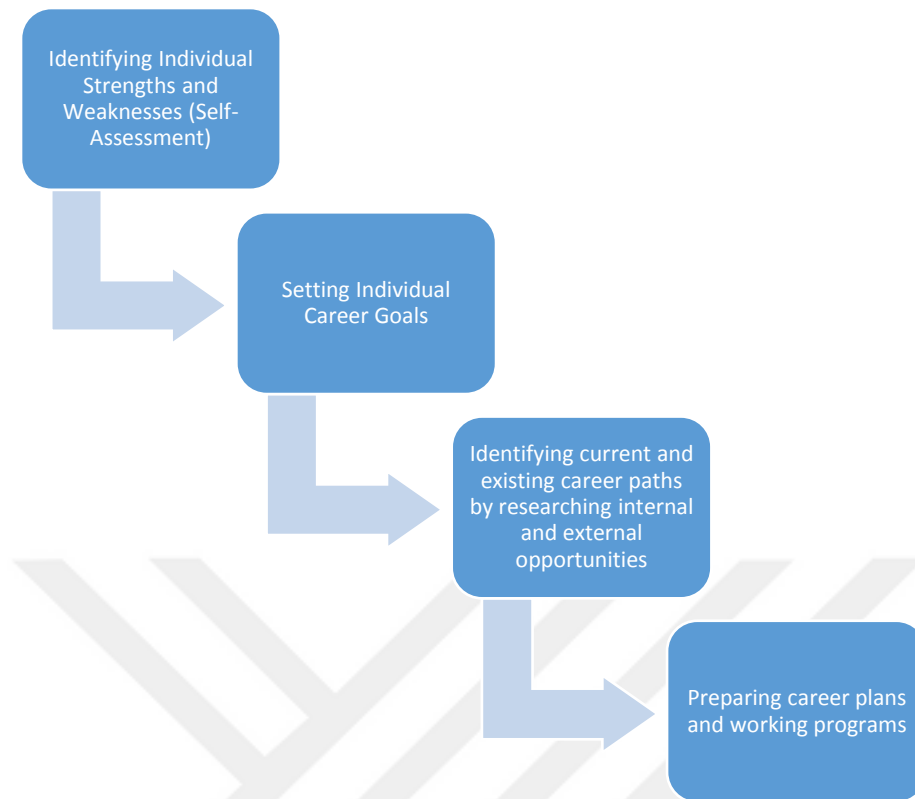 Identifying Individual
Strengths and
Weaknesses (Self-
Assessment)
Setting Individual
Career Goals
Identifying current and
existing career paths
by researching internal
and external
opportunities
Preparing career plans
and working programs